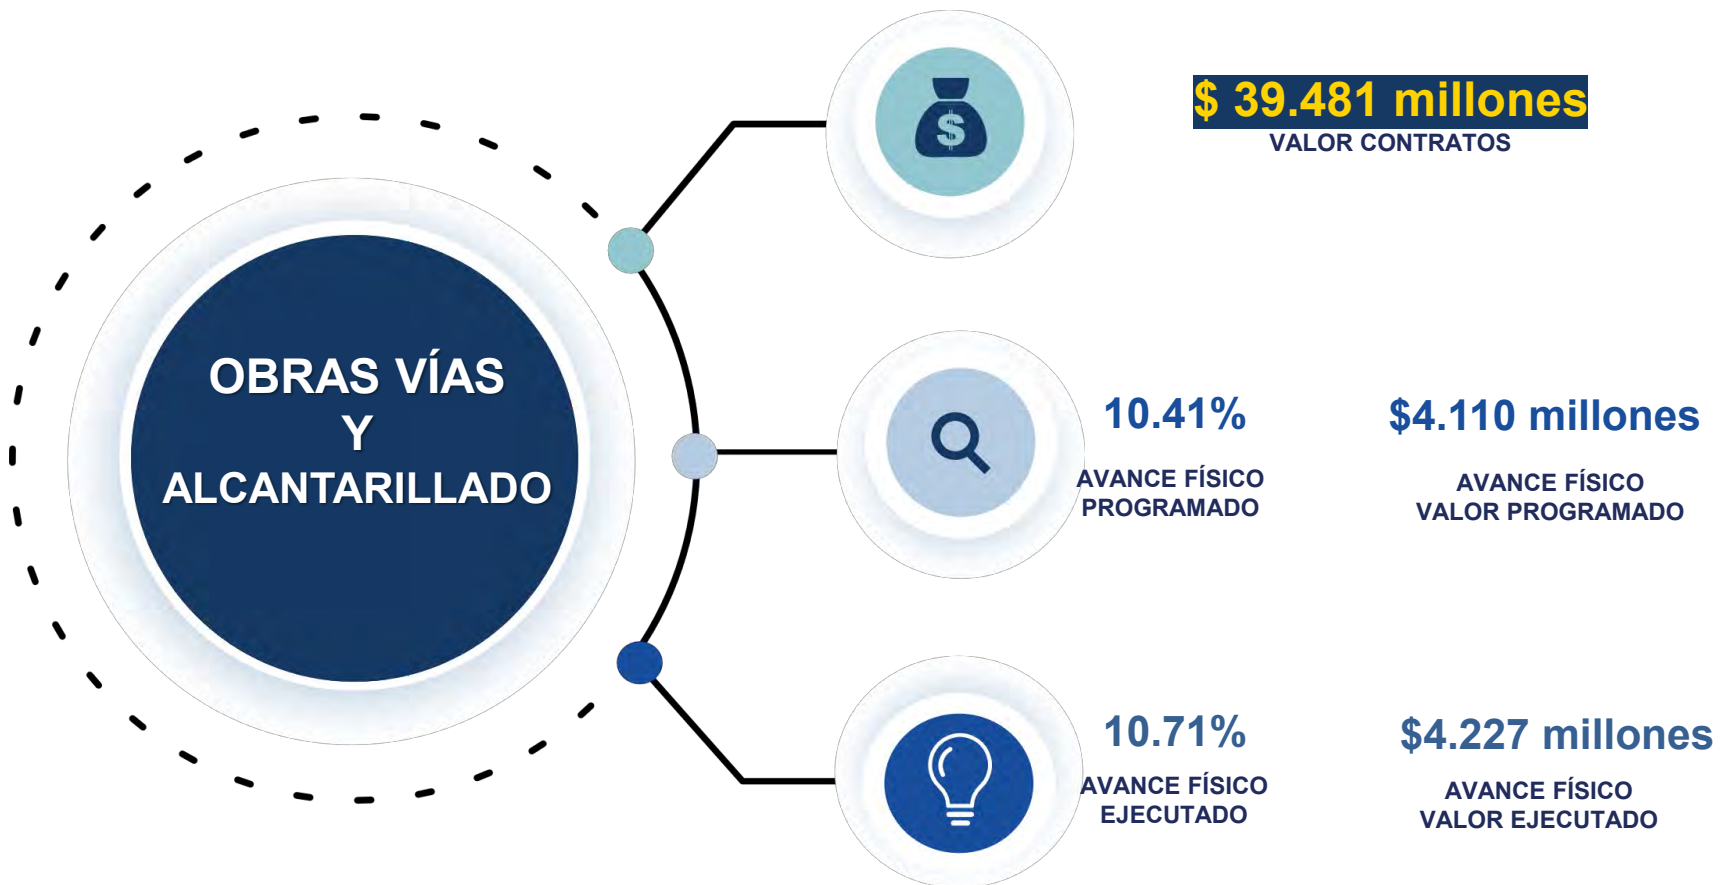 OBRAS VÍAS
Y
ALCANTARILLADO
$
$ 39.481 millones
VALOR CONTRATOS
10.41%
AVANCE FÍSICO
PROGRAMADO
$4.110 millones
AVANCE FÍSICO
VALOR PROGRAMADO
10.71%
AVANCE FÍSICO
EJECUTADO
$4.227 millones
AVANCE FÍSICO
VALOR EJECUTADO